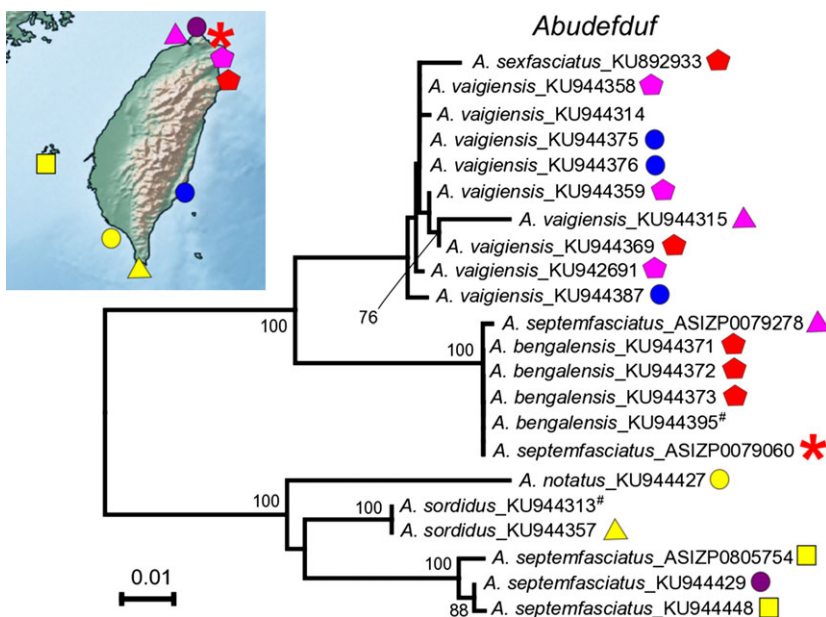 Abudefduf
A. sexfasciatus_KU892933
A. vaigiensis_KU944358
A. vaigiensis_KU944314
A. vaigiensis_KU944375
A. vaigiensis_KU944376
A. vaigiensis_KU944359
A. vaigiensis_KU944315
A. vaigiensis_KU944369
A. vaigiensis_KU942691
A. vaigiensis_KU944387
76
100
A. septemfasciatus_ASIZP0079278
100
A. bengalensis_KU944371
A. bengalensis_KU944372
A. bengalensis_KU944373
A. bengalensis_KU944395#
A. septemfasciatus_ASIZP0079060
A. notatus_KU944427
100
A. sordidus_KU944313#
100
A. sordidus_KU944357
A. septemfasciatus_ASIZP0805754
100
A. septemfasciatus_KU944429
A. septemfasciatus_KU944448
88
0.01